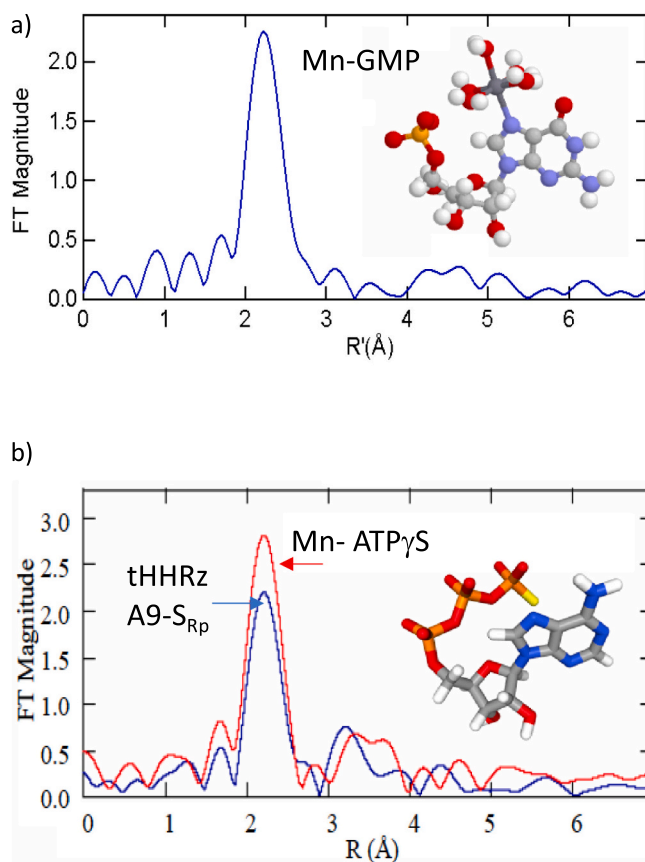 a)
Mn-GMP
FT Magnitude
2.0
1.5
1.0
0.5
0.0
0 1 2 3 4 5 6
R'(Å)
b)
Mn- ATPγS
tHHRz
A9-S_Rp
FT Magnitude
3.0
2.5
2.0
1.5
1.0
0.5
0.0
0 1 2 3 4 5 6
R (Å)